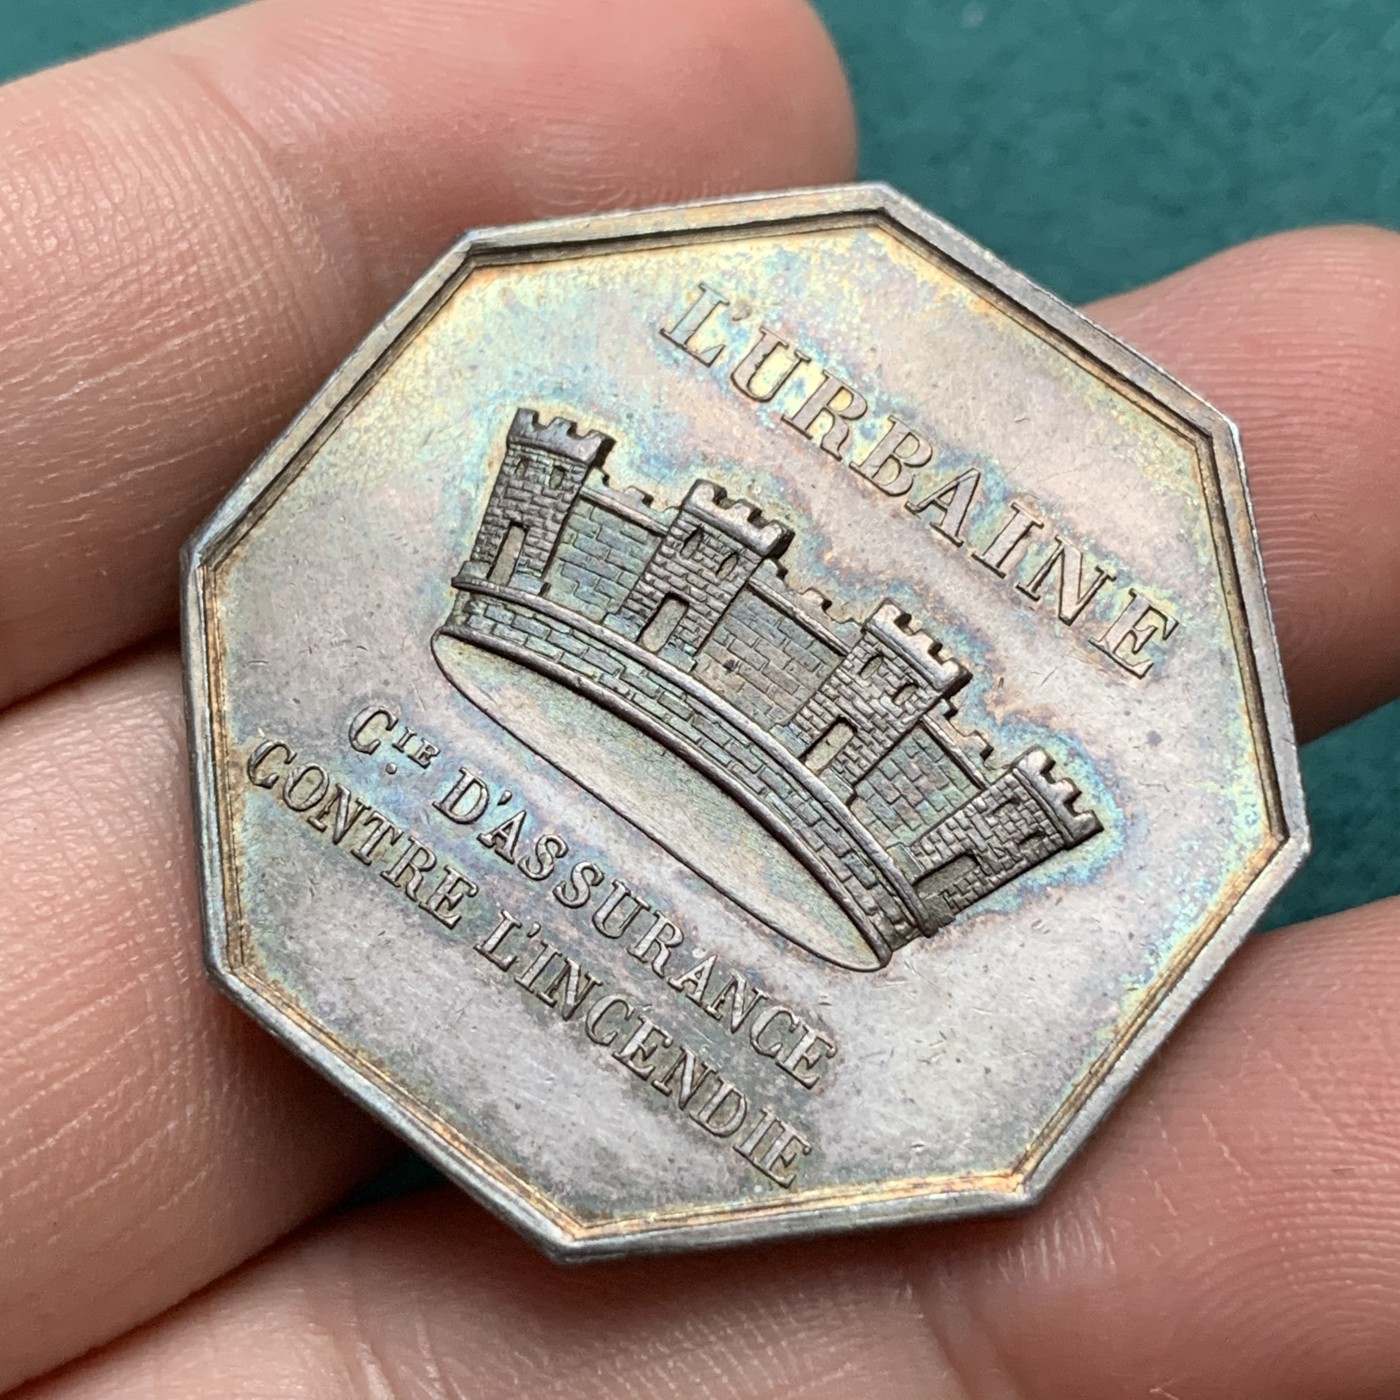 L'URBAINE
CIE D'ASSURANCE
CONTRE L'INCENDIE